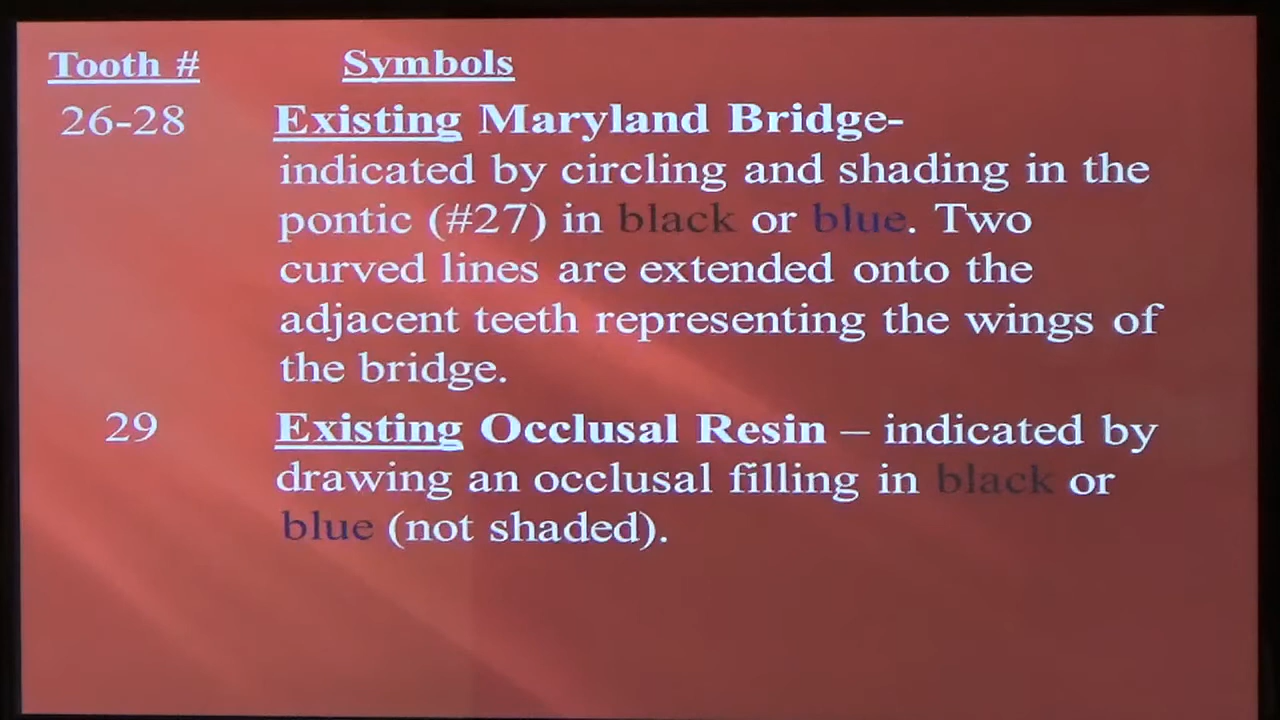 Tooth # Symbols
26-28 Existing Maryland Bridge-
indicated by circling and shading in the
pontic (#27) in black or blue. Two
curved lines are extended onto the
adjacent teeth representing the wings of
the bridge.
29 Existing Occlusal Resin – indicated by
drawing an occlusal filling in black or
blue (not shaded).